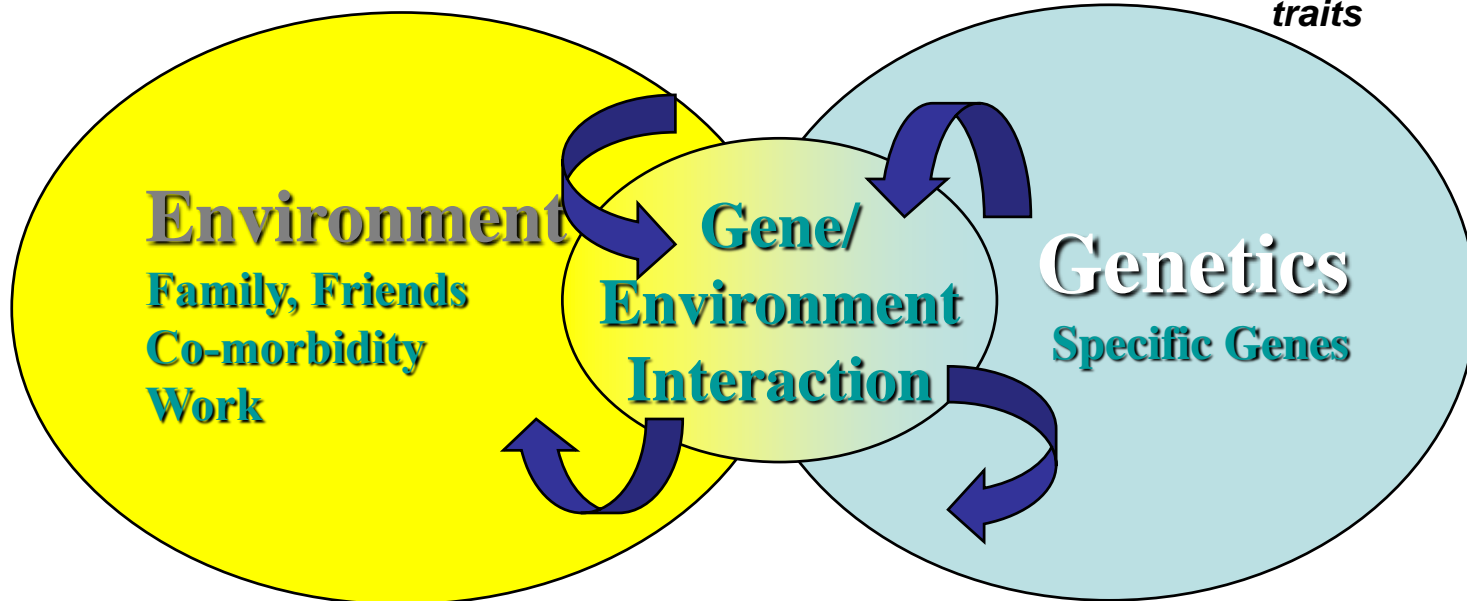 traits
Environment
Family, Friends
Co-morbidity
Work
Gene/
Environment
Interaction
Genetics
Specific Genes